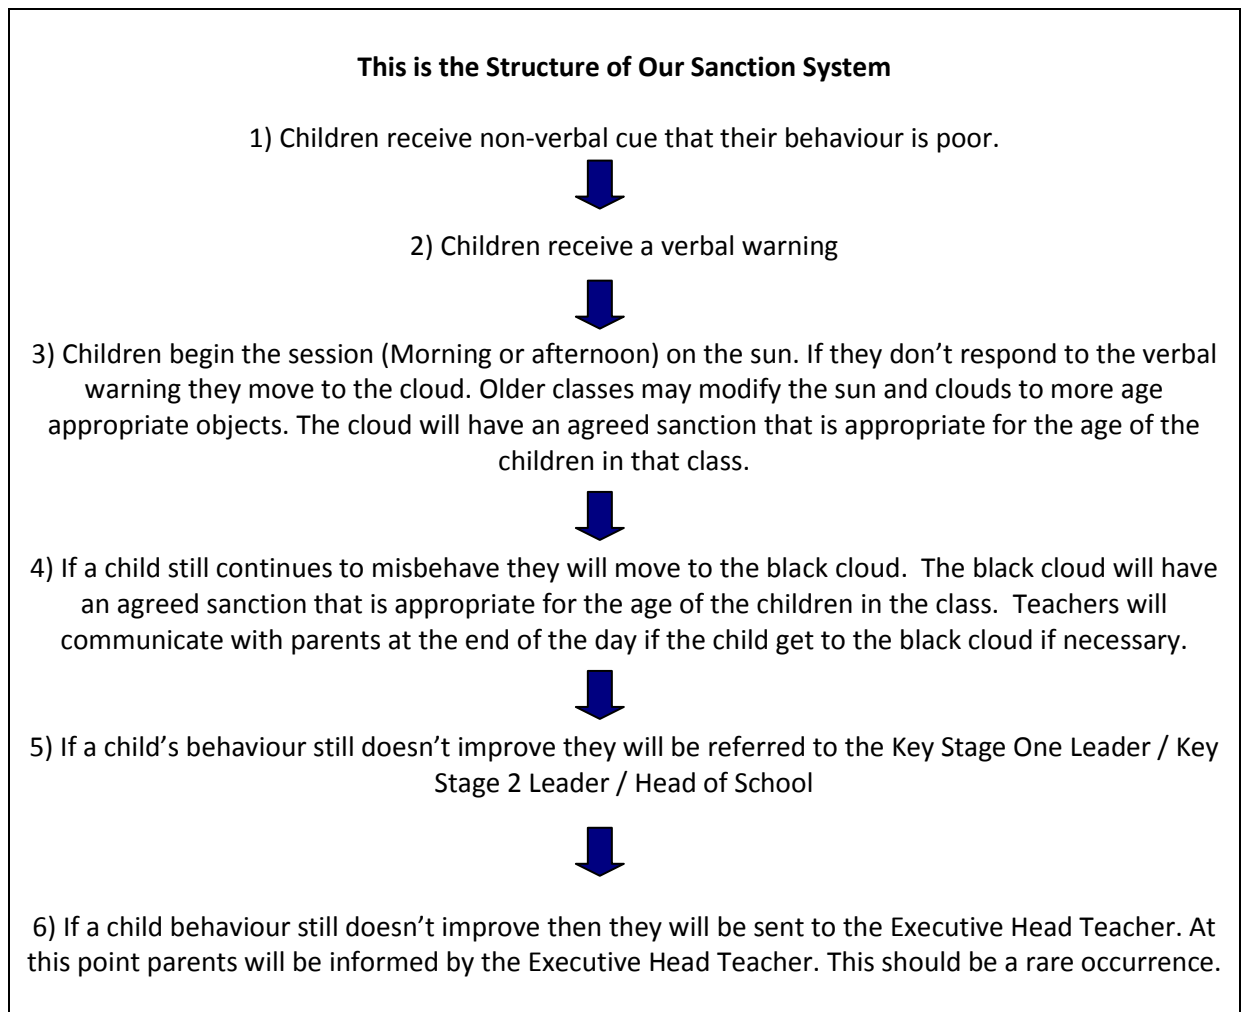 This is the Structure of Our Sanction System
1) Children receive non-verbal cue that their behaviour is poor.
2) Children receive a verbal warning
3) Children begin the session (Morning or afternoon) on the sun. If they don’t respond to the verbal
warning they move to the cloud. Older classes may modify the sun and clouds to more age
appropriate objects. The cloud will have an agreed sanction that is appropriate for the age of the
children in that class.
4) If a child still continues to misbehave they will move to the black cloud.  The black cloud will have
an agreed sanction that is appropriate for the age of the children in the class.  Teachers will
communicate with parents at the end of the day if the child get to the black cloud if necessary.
5) If a child’s behaviour still doesn’t improve they will be referred to the Key Stage One Leader / Key
Stage 2 Leader / Head of School
6) If a child behaviour still doesn’t improve then they will be sent to the Executive Head Teacher. At
this point parents will be informed by the Executive Head Teacher. This should be a rare occurrence.